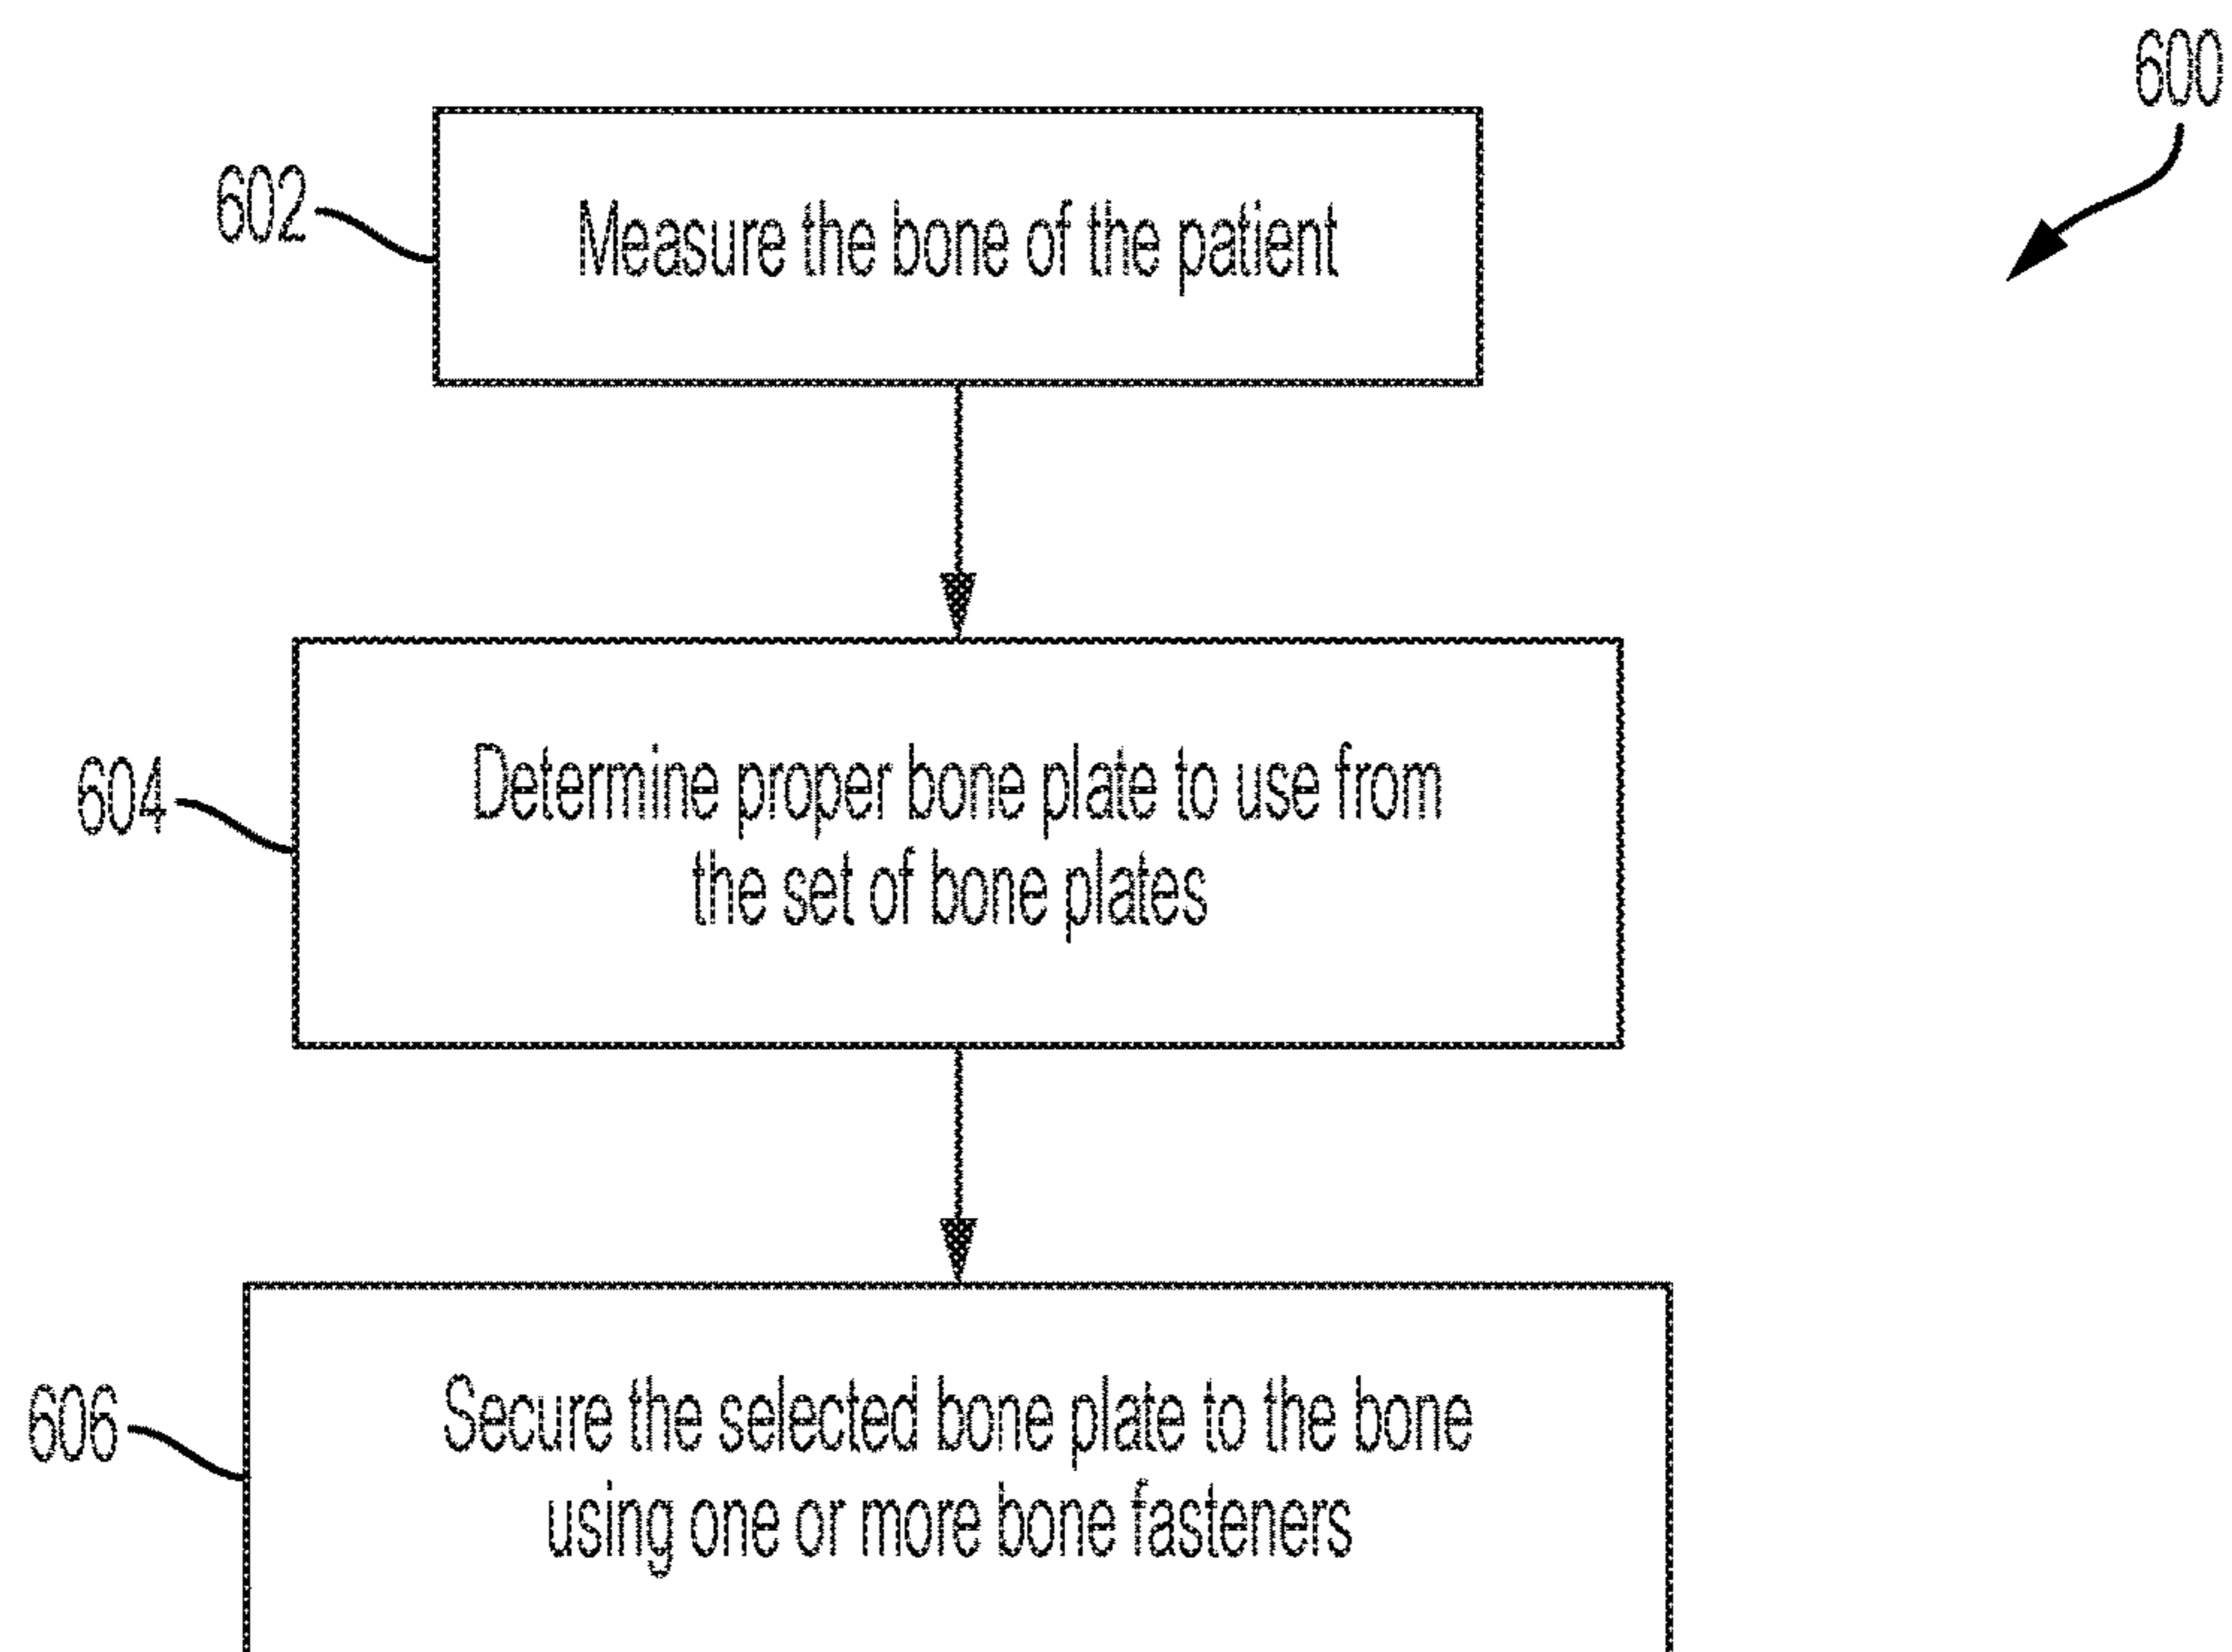 600
602
Measure the bone of the patient
604
Determine proper bone plate to use from
the set of bone plates
606
Secure the selected bone plate to the bone
using one or more bone fasteners